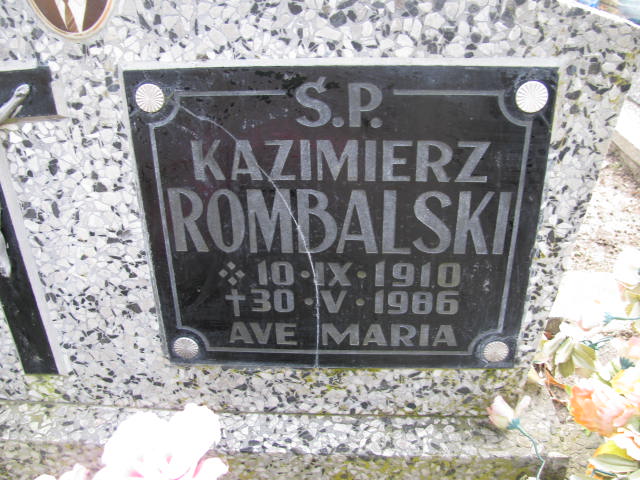 Ś.P.
KAZIMIERZ
ROMBALSKI
10·IX·1910
†30·V·1986
AVE MARIA